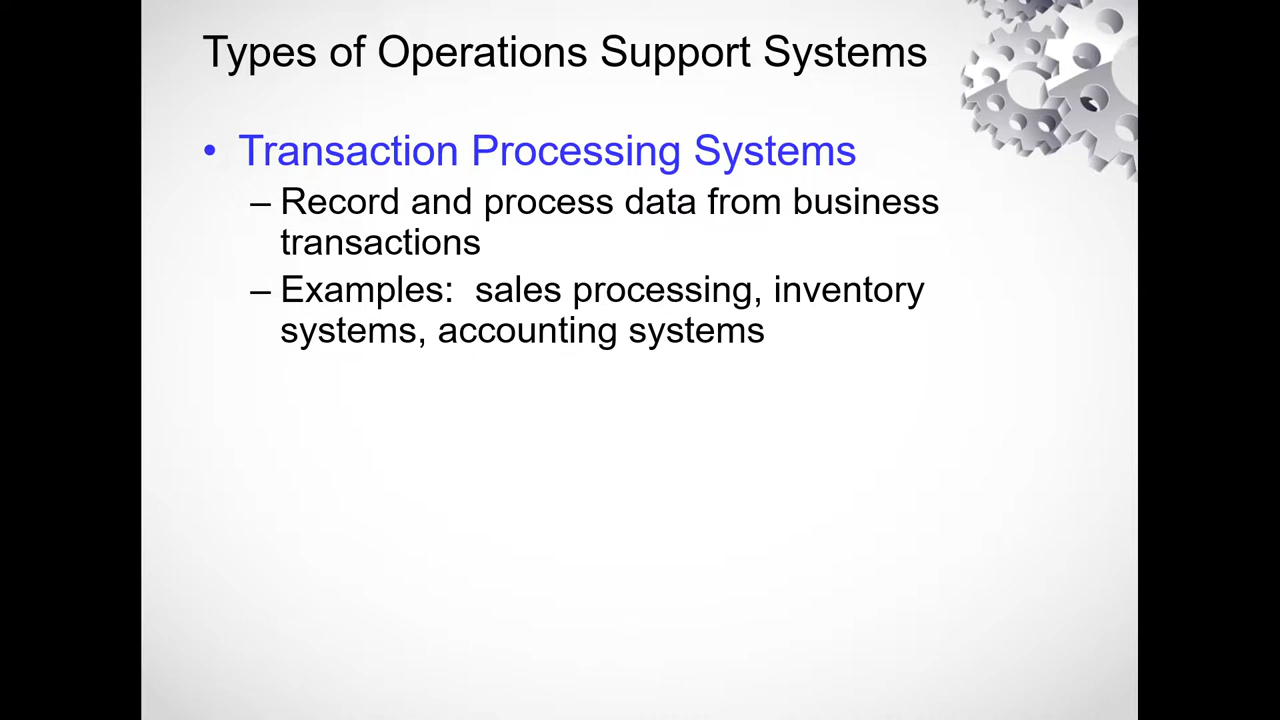 Types of Operations Support Systems
• Transaction Processing Systems
– Record and process data from business
transactions
– Examples:  sales processing, inventory
systems, accounting systems